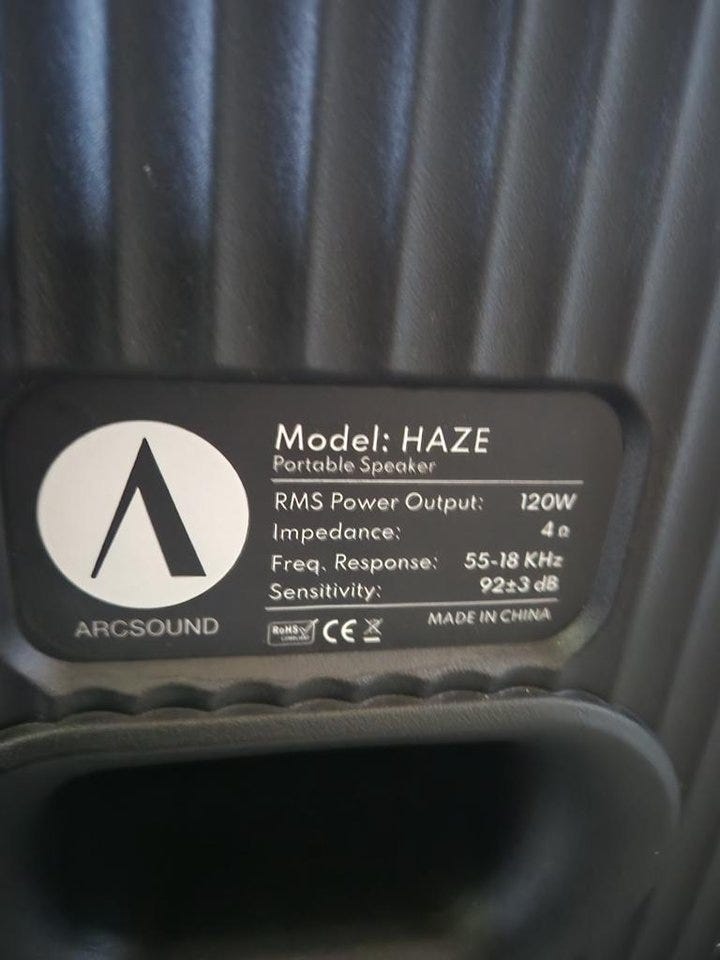 Model: HAZE
Portable Speaker
RMS Power Output: 120W
Impedance: 4 Ω
Freq. Response: 55-18 KHz
Sensitivity: 92±3 dB
RoHS
COMPLIANT
CE
MADE IN CHINA
ARCSOUND